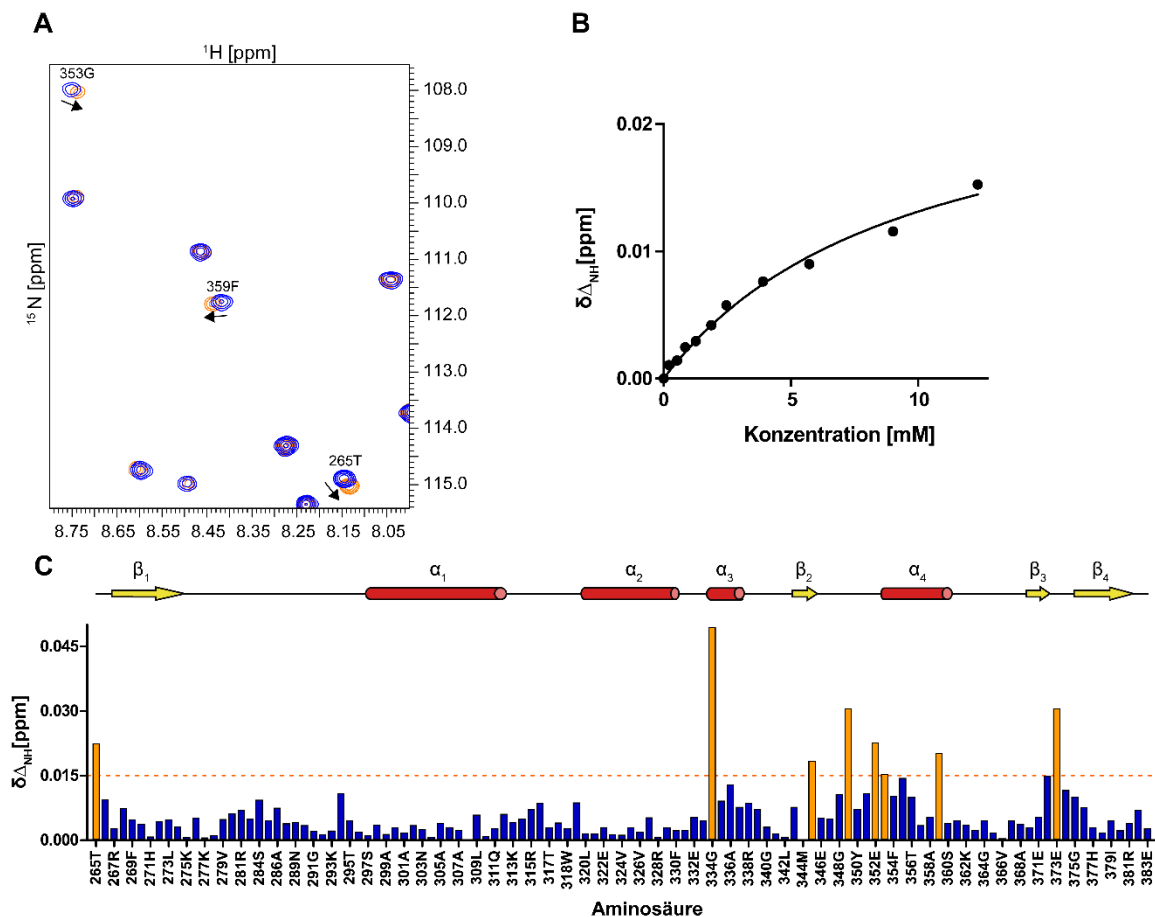 A
¹H [ppm]
353G
359F
265T
¹⁵N [ppm]
108.0
109.0
110.0
111.0
112.0
113.0
114.0
115.0
8.75 8.65 8.55 8.45 8.35 8.25 8.15 8.05
B
δΔNH[ppm]
0.02
0.01
0.00
0 5 10
Konzentration [mM]
C
β₁ α₁ α₂ α₃ β₂ α₄ β₃ β₄
δΔNH[ppm]
0.045
0.030
0.015
0.000
265T 267R 269F 271H 273L 275K 277K 279V 281R 284S 286A 289N 291G 293K 295T 297S 299A 301A 303N 305A 307A 309L 311Q 313K 315R 317T 318W 320L 322E 324V 326V 328R 330F 332E 334G 336A 338R 340G 342L 344M 346E 348G 350Y 352E 354F 356T 358A 360S 362K 364G 366V 368A 371E 373E 375G 377H 379I 381R 383E
Aminosäure